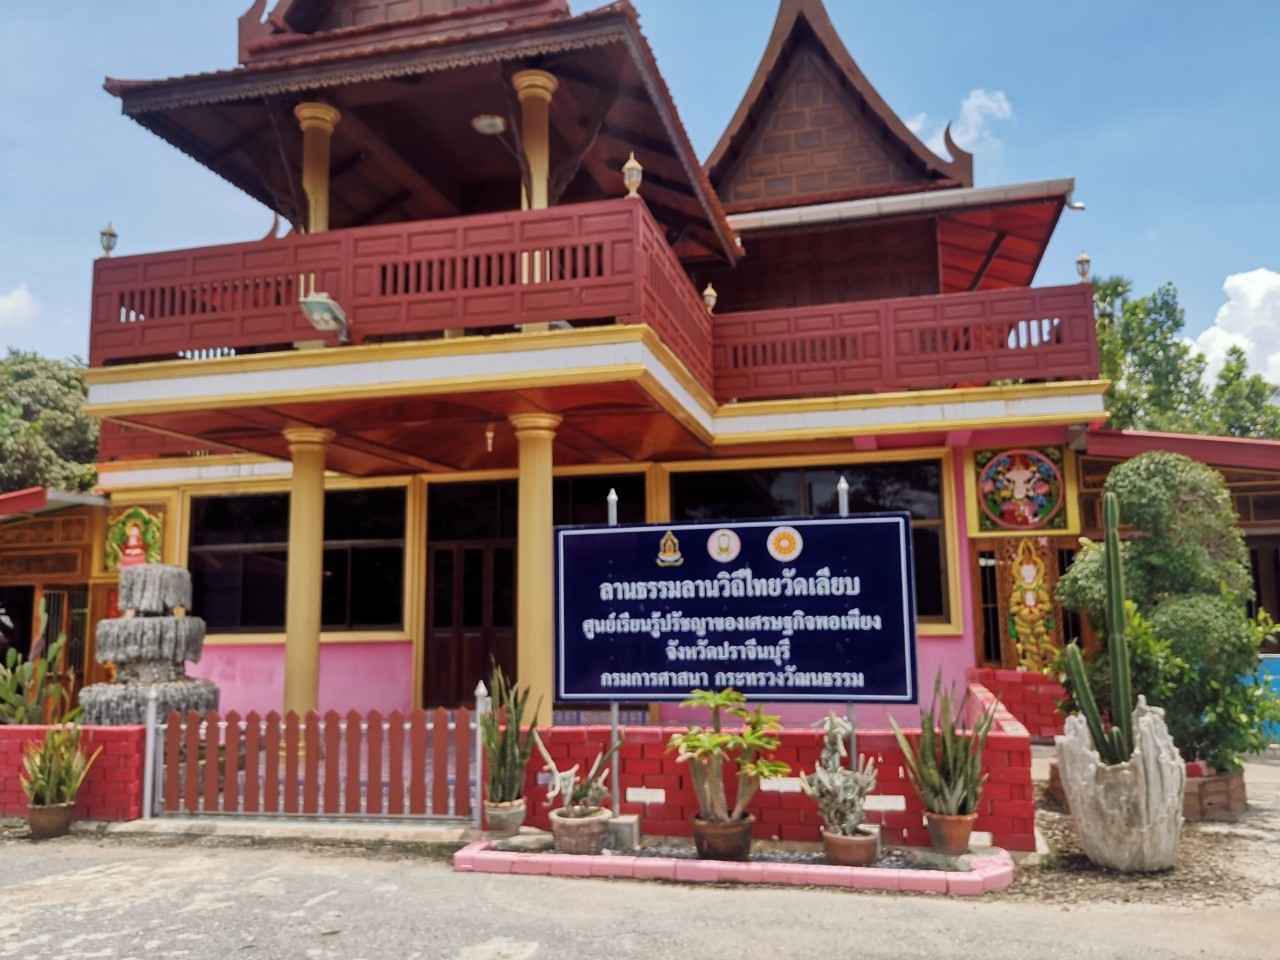 ลานธรรมลานวิถีไทยวัดเลียบ
ศูนย์เรียนรู้ปรัชญาของเศรษฐกิจพอเพียง
จังหวัดปราจีนบุรี
กรมการศาสนา กระทรวงวัฒนธรรม